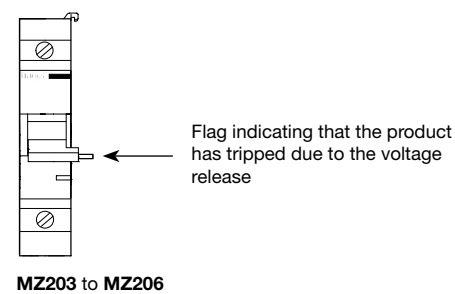 Flag indicating that the product
has tripped due to the voltage
release
MZ203 to MZ206